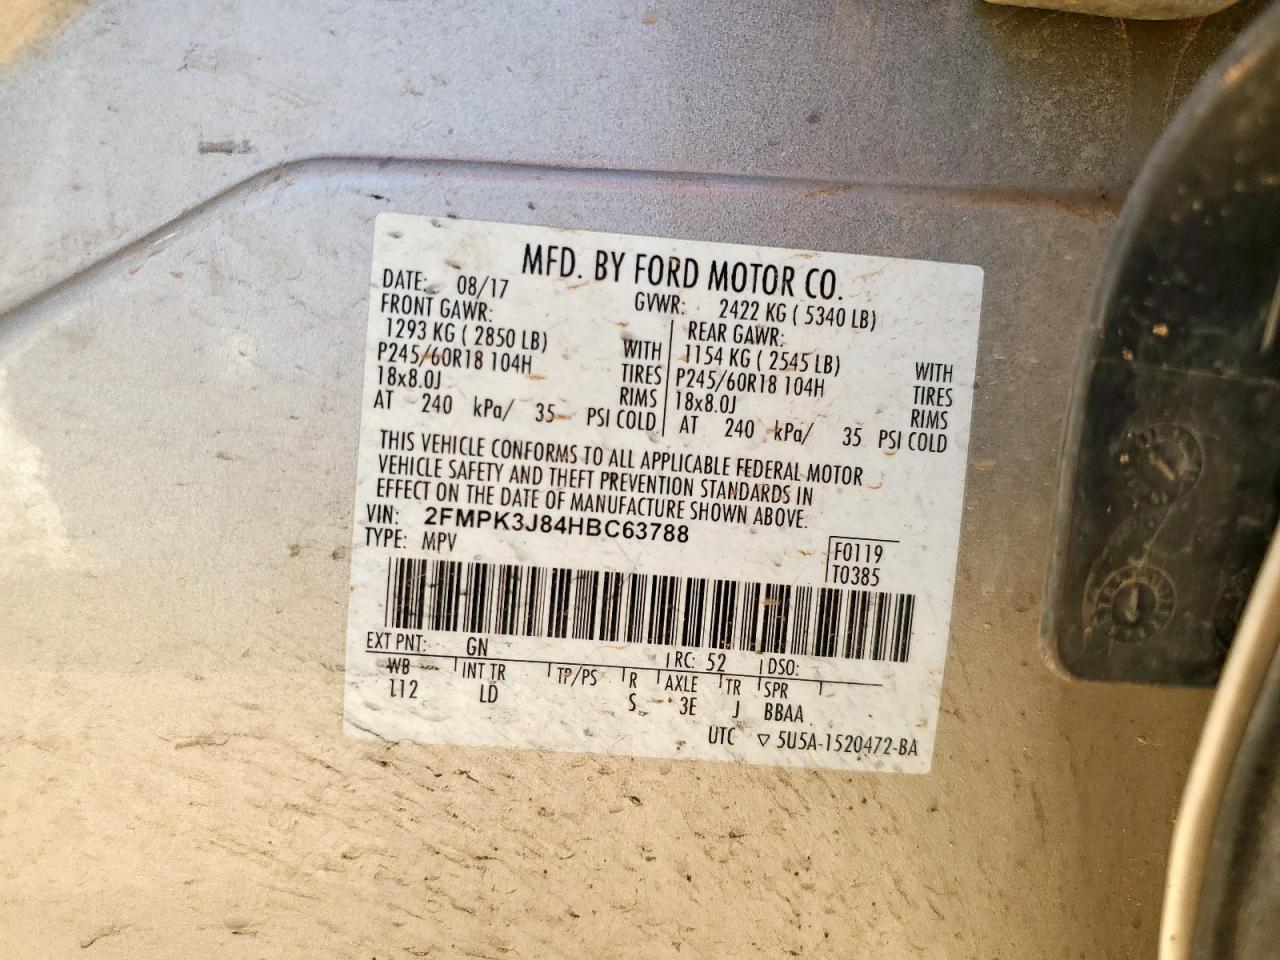 MFD. BY FORD MOTOR CO.
DATE: 08/17 GVWR: 2422 KG ( 5340 LB)
FRONT GAWR: REAR GAWR:
1293 KG ( 2850 LB) WITH 1154 KG ( 2545 LB) WITH
P245/60R18 104H TIRES P245/60R18 104H TIRES
18x8.0J RIMS 18x8.0J RIMS
AT 240 kPa/ 35 PSI COLD AT 240 kPa/ 35 PSI COLD
THIS VEHICLE CONFORMS TO ALL APPLICABLE FEDERAL MOTOR
VEHICLE SAFETY AND THEFT PREVENTION STANDARDS IN
EFFECT ON THE DATE OF MANUFACTURE SHOWN ABOVE.
VIN: 2FMPK3J84HBC63788
TYPE: MPV F0119
T0385
EXT PNT: GN RC: 52 DSO:
WB INT TR TP/PS R AXLE TR SPR
112 LD S 3E J BBAA
UTC ▽ 5U5A-1520472-BA